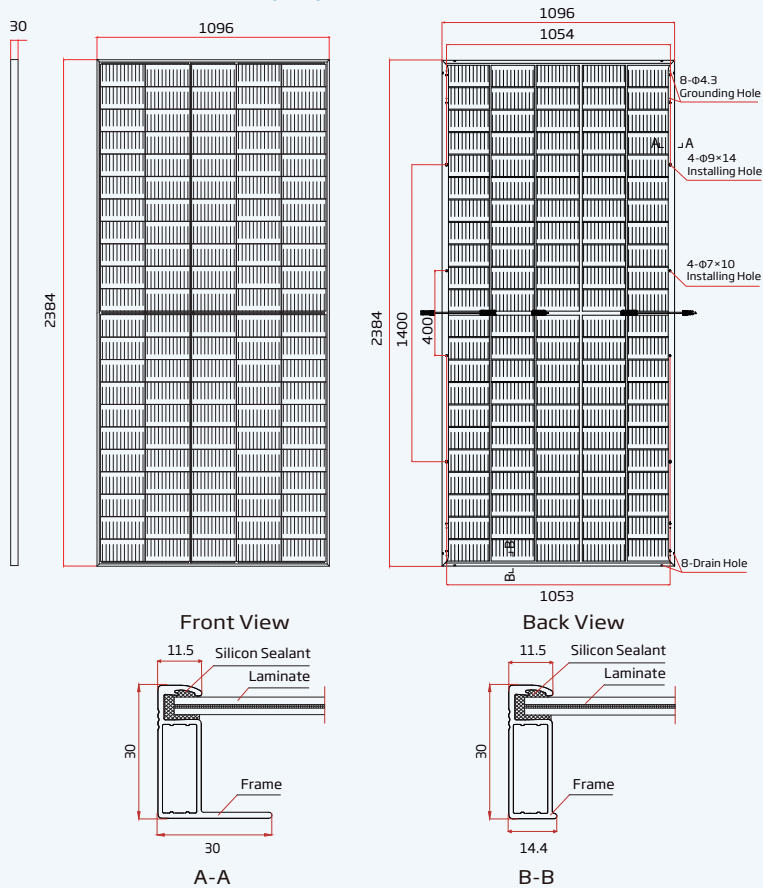 30
1096
2384
Front View
1096
1054
8-Φ4.3
Grounding Hole
A
A
4-Φ9×14
Installing Hole
4-Φ7×10
Installing Hole
2384
1400
400
B
B
8-Drain Hole
1053
Back View
11.5
Silicon Sealant
Laminate
30
Frame
30
A-A
11.5
Silicon Sealant
Laminate
30
Frame
14.4
B-B